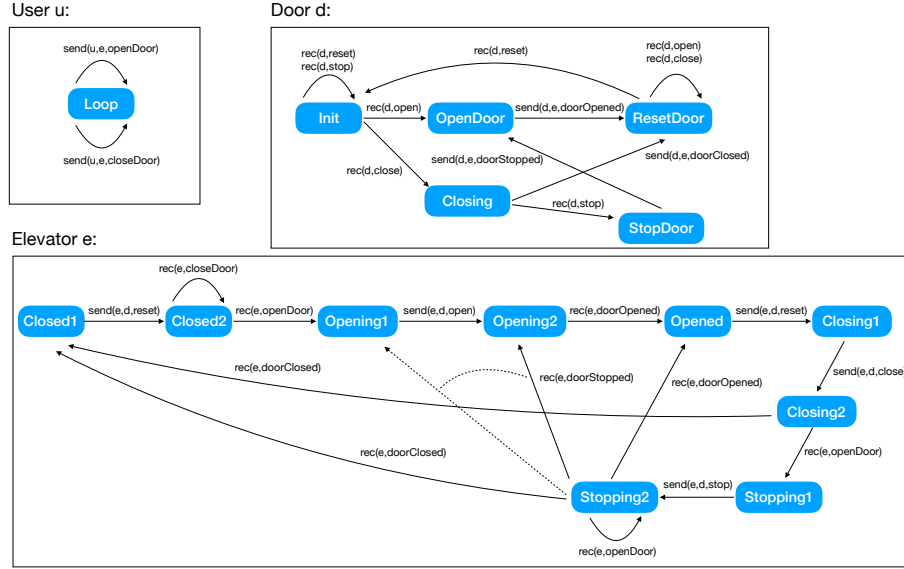 User u:
send(u,e,openDoor)
Loop
send(u,e,closeDoor)
Door d:
rec(d,reset)
rec(d,stop)
rec(d,reset)
rec(d,open)
rec(d,close)
Init
rec(d,open)
OpenDoor
send(d,e,doorOpened)
ResetDoor
send(d,e,doorStopped)
send(d,e,doorClosed)
rec(d,close)
Closing
rec(d,stop)
StopDoor
Elevator e:
rec(e,closeDoor)
Closed1
send(e,d,reset)
Closed2
rec(e,openDoor)
Opening1
send(e,d,open)
Opening2
rec(e,doorOpened)
Opened
send(e,d,reset)
Closing1
rec(e,doorClosed)
rec(e,doorStopped)
rec(e,doorOpened)
send(e,d,close)
Closing2
rec(e,doorClosed)
rec(e,openDoor)
Stopping2
send(e,d,stop)
Stopping1
rec(e,openDoor)